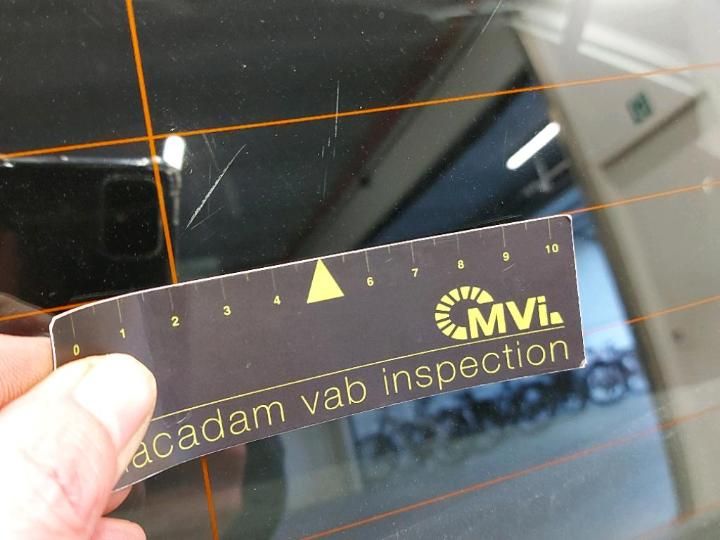 0 1 2 3 4 6 7 8 9 10
MVi.
acadam vab inspection